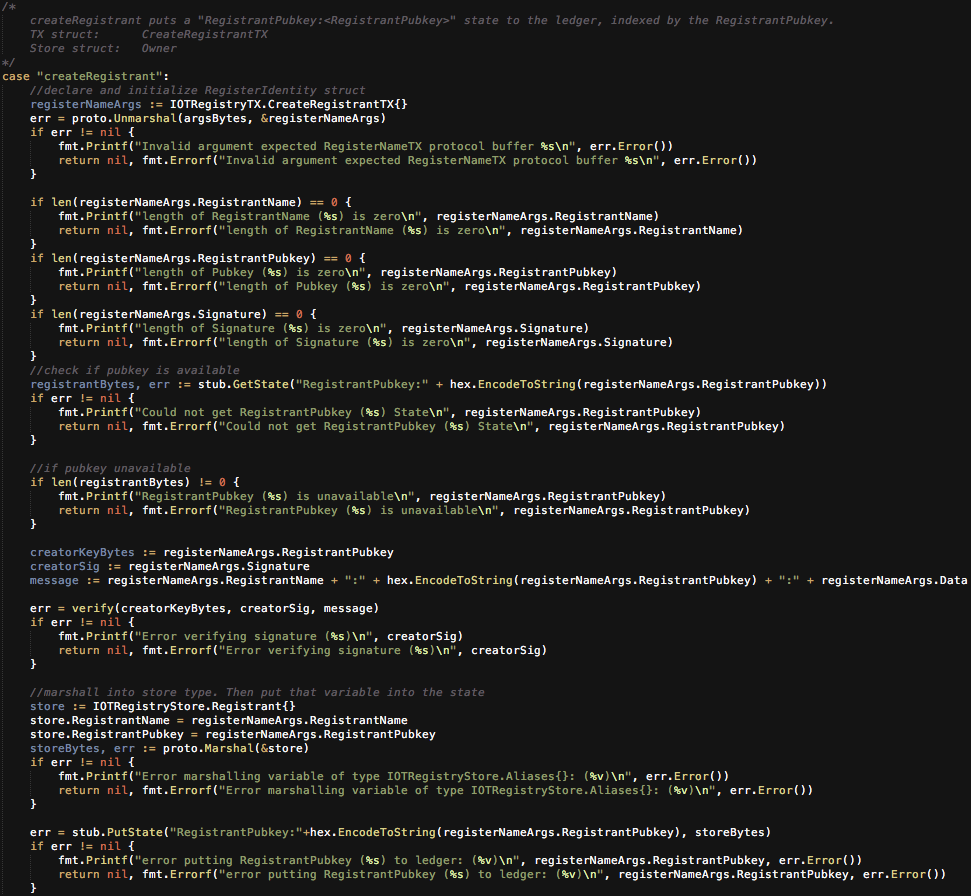 /*
    createRegistrant puts a "RegistrantPubkey:<RegistrantPubkey>" state to the ledger, indexed by the RegistrantPubkey.
    TX struct:      CreateRegistrantTX
    Store struct:   Owner
*/
case "createRegistrant":
    //declare and initialize RegisterIdentity struct
    registerNameArgs := IOTRegistryTX.CreateRegistrantTX{}
    err = proto.Unmarshal(argsBytes, &registerNameArgs)
    if err != nil {
        fmt.Printf("Invalid argument expected RegisterNameTX protocol buffer %s\n", err.Error())
        return nil, fmt.Errorf("Invalid argument expected RegisterNameTX protocol buffer %s\n", err.Error())
    }

    if len(registerNameArgs.RegistrantName) == 0 {
        fmt.Printf("length of RegistrantName (%s) is zero\n", registerNameArgs.RegistrantName)
        return nil, fmt.Errorf("length of RegistrantName (%s) is zero\n", registerNameArgs.RegistrantName)
    }
    if len(registerNameArgs.RegistrantPubkey) == 0 {
        fmt.Printf("length of Pubkey (%s) is zero\n", registerNameArgs.RegistrantPubkey)
        return nil, fmt.Errorf("length of Pubkey (%s) is zero\n", registerNameArgs.RegistrantPubkey)
    }
    if len(registerNameArgs.Signature) == 0 {
        fmt.Printf("length of Signature (%s) is zero\n", registerNameArgs.Signature)
        return nil, fmt.Errorf("length of Signature (%s) is zero\n", registerNameArgs.Signature)
    }
    //check if pubkey is available
    registrantBytes, err := stub.GetState("RegistrantPubkey:" + hex.EncodeToString(registerNameArgs.RegistrantPubkey))
    if err != nil {
        fmt.Printf("Could not get RegistrantPubkey (%s) State\n", registerNameArgs.RegistrantPubkey)
        return nil, fmt.Errorf("Could not get RegistrantPubkey (%s) State\n", registerNameArgs.RegistrantPubkey)
    }

    //if pubkey unavailable
    if len(registrantBytes) != 0 {
        fmt.Printf("RegistrantPubkey (%s) is unavailable\n", registerNameArgs.RegistrantPubkey)
        return nil, fmt.Errorf("RegistrantPubkey (%s) is unavailable\n", registerNameArgs.RegistrantPubkey)
    }

    creatorKeyBytes := registerNameArgs.RegistrantPubkey
    creatorSig := registerNameArgs.Signature
    message := registerNameArgs.RegistrantName + ":" + hex.EncodeToString(registerNameArgs.RegistrantPubkey) + ":" + registerNameArgs.Data

    err = verify(creatorKeyBytes, creatorSig, message)
    if err != nil {
        fmt.Printf("Error verifying signature (%s)\n", creatorSig)
        return nil, fmt.Errorf("Error verifying signature (%s)\n", creatorSig)
    }

    //marshall into store type. Then put that variable into the state
    store := IOTRegistryStore.Registrant{}
    store.RegistrantName = registerNameArgs.RegistrantName
    store.RegistrantPubkey = registerNameArgs.RegistrantPubkey
    storeBytes, err := proto.Marshal(&store)
    if err != nil {
        fmt.Printf("Error marshalling variable of type IOTRegistryStore.Aliases{}: (%v)\n", err.Error())
        return nil, fmt.Errorf("Error marshalling variable of type IOTRegistryStore.Aliases{}: (%v)\n", err.Error())
    }

    err = stub.PutState("RegistrantPubkey:"+hex.EncodeToString(registerNameArgs.RegistrantPubkey), storeBytes)
    if err != nil {
        fmt.Printf("error putting RegistrantPubkey (%s) to ledger: (%v)\n", registerNameArgs.RegistrantPubkey, err.Error())
        return nil, fmt.Errorf("error putting RegistrantPubkey (%s) to ledger: (%v)\n", registerNameArgs.RegistrantPubkey, err.Error())
    }